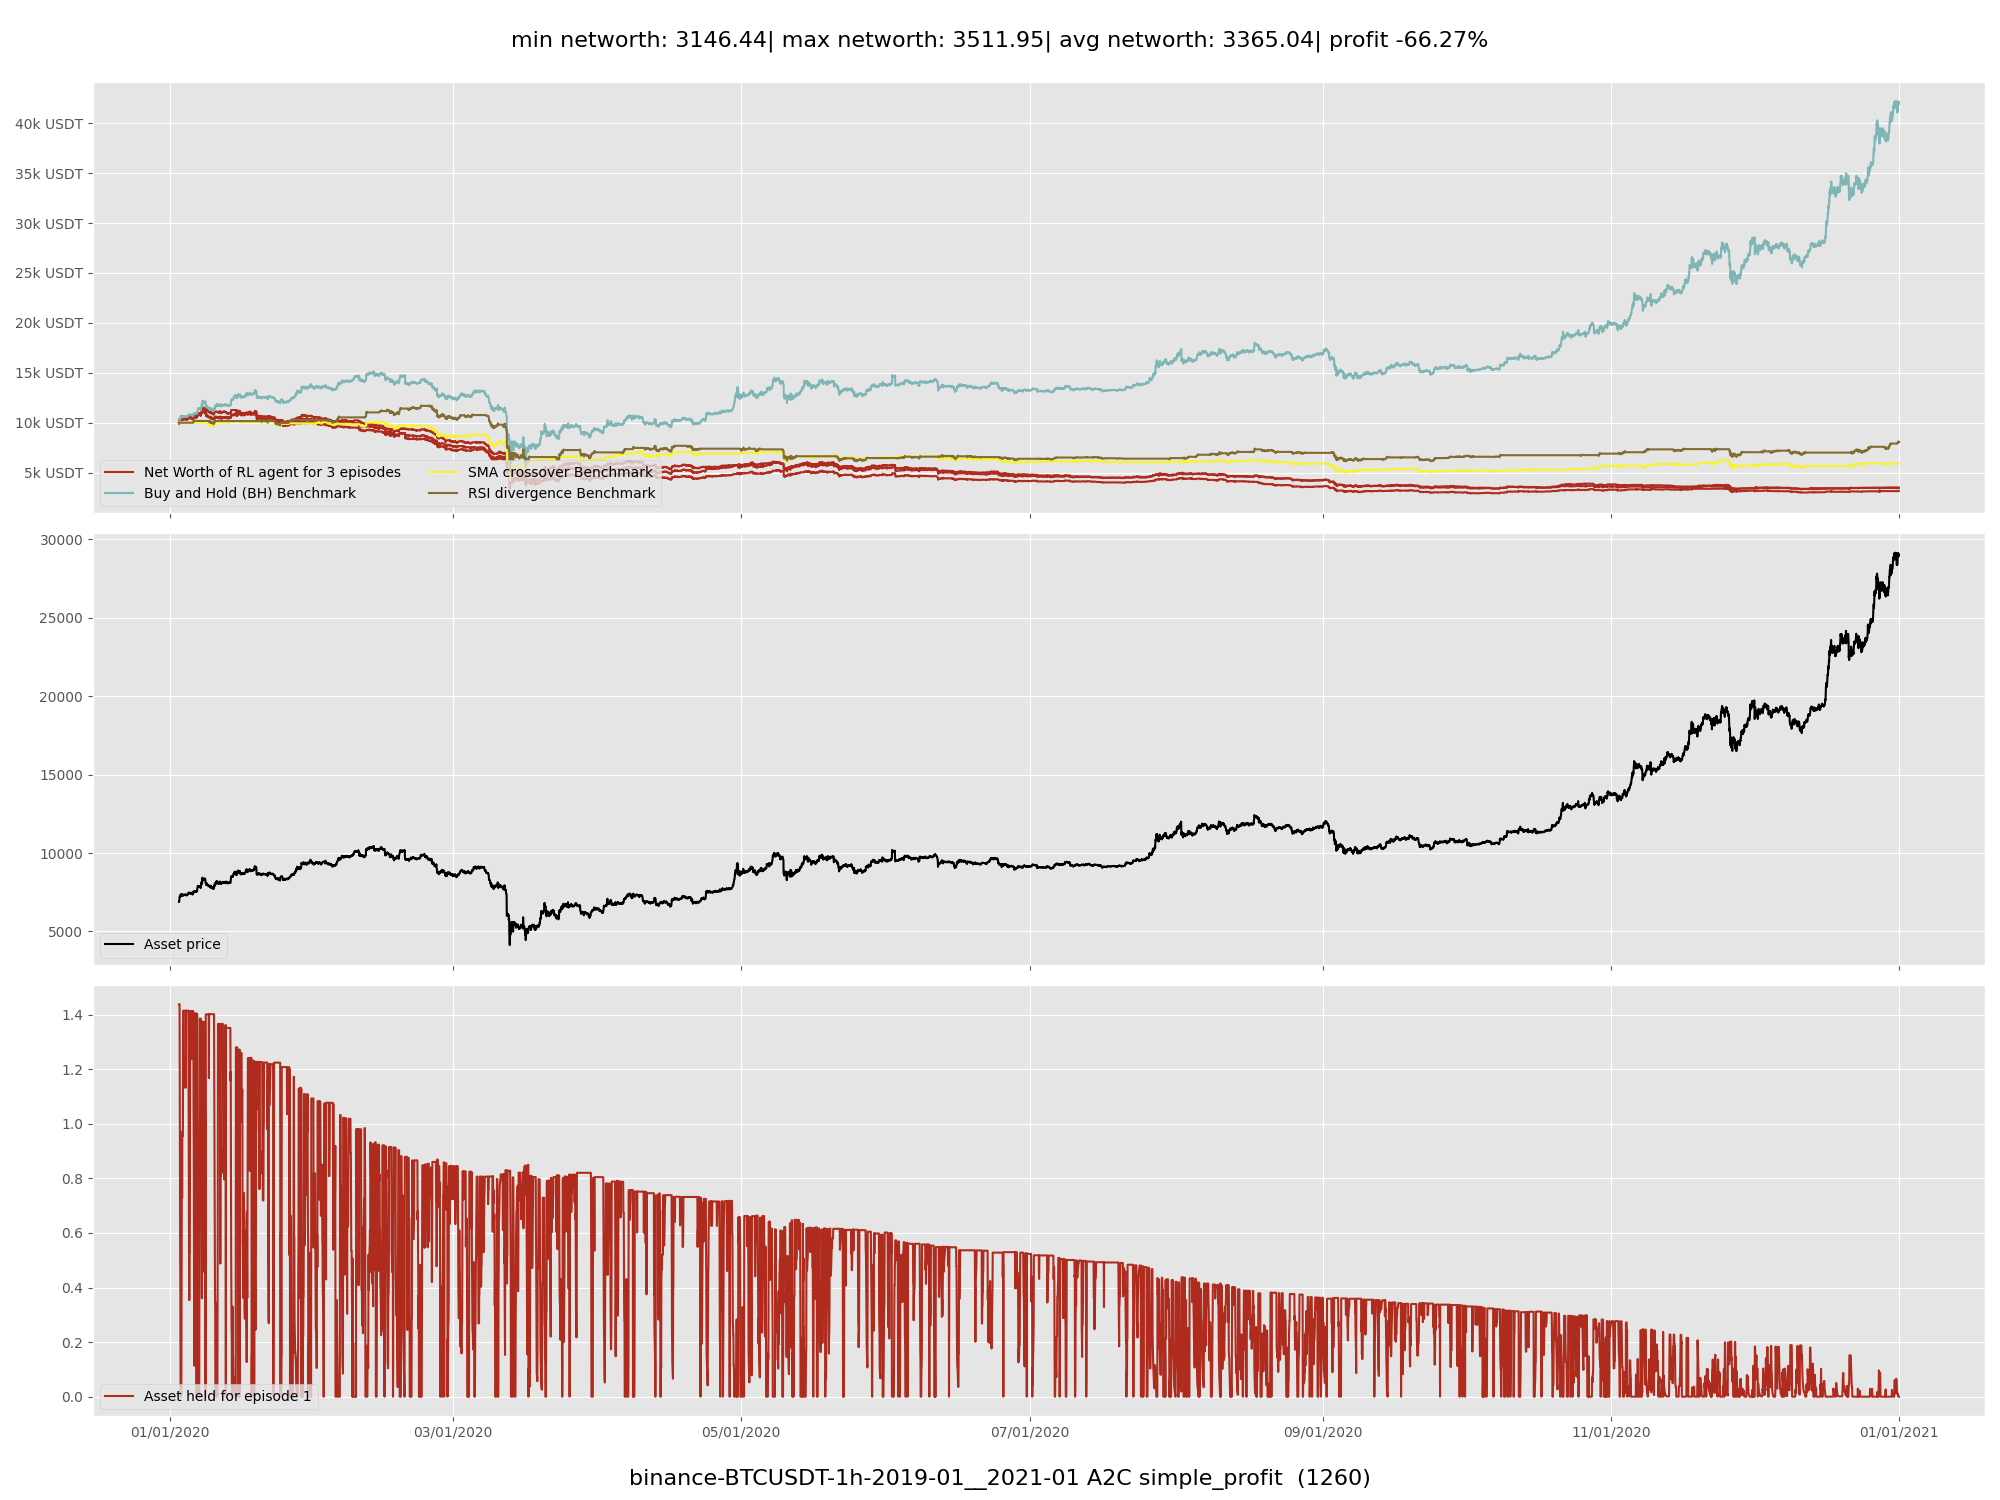 min networth: 3146.44| max networth: 3511.95| avg networth: 3365.04| profit -66.27%
40k USDT
35k USDT
30k USDT
25k USDT
20k USDT
15k USDT
10k USDT
5k USDT
Net Worth of RL agent for 3 episodes
Buy and Hold (BH) Benchmark
SMA crossover Benchmark
RSI divergence Benchmark
30000
25000
20000
15000
10000
5000
Asset price
1.4
1.2
1.0
0.8
0.6
0.4
0.2
0.0
Asset held for episode 1
01/01/2020 03/01/2020 05/01/2020 07/01/2020 09/01/2020 11/01/2020 01/01/2021
binance-BTCUSDT-1h-2019-01__2021-01 A2C simple_profit  (1260)